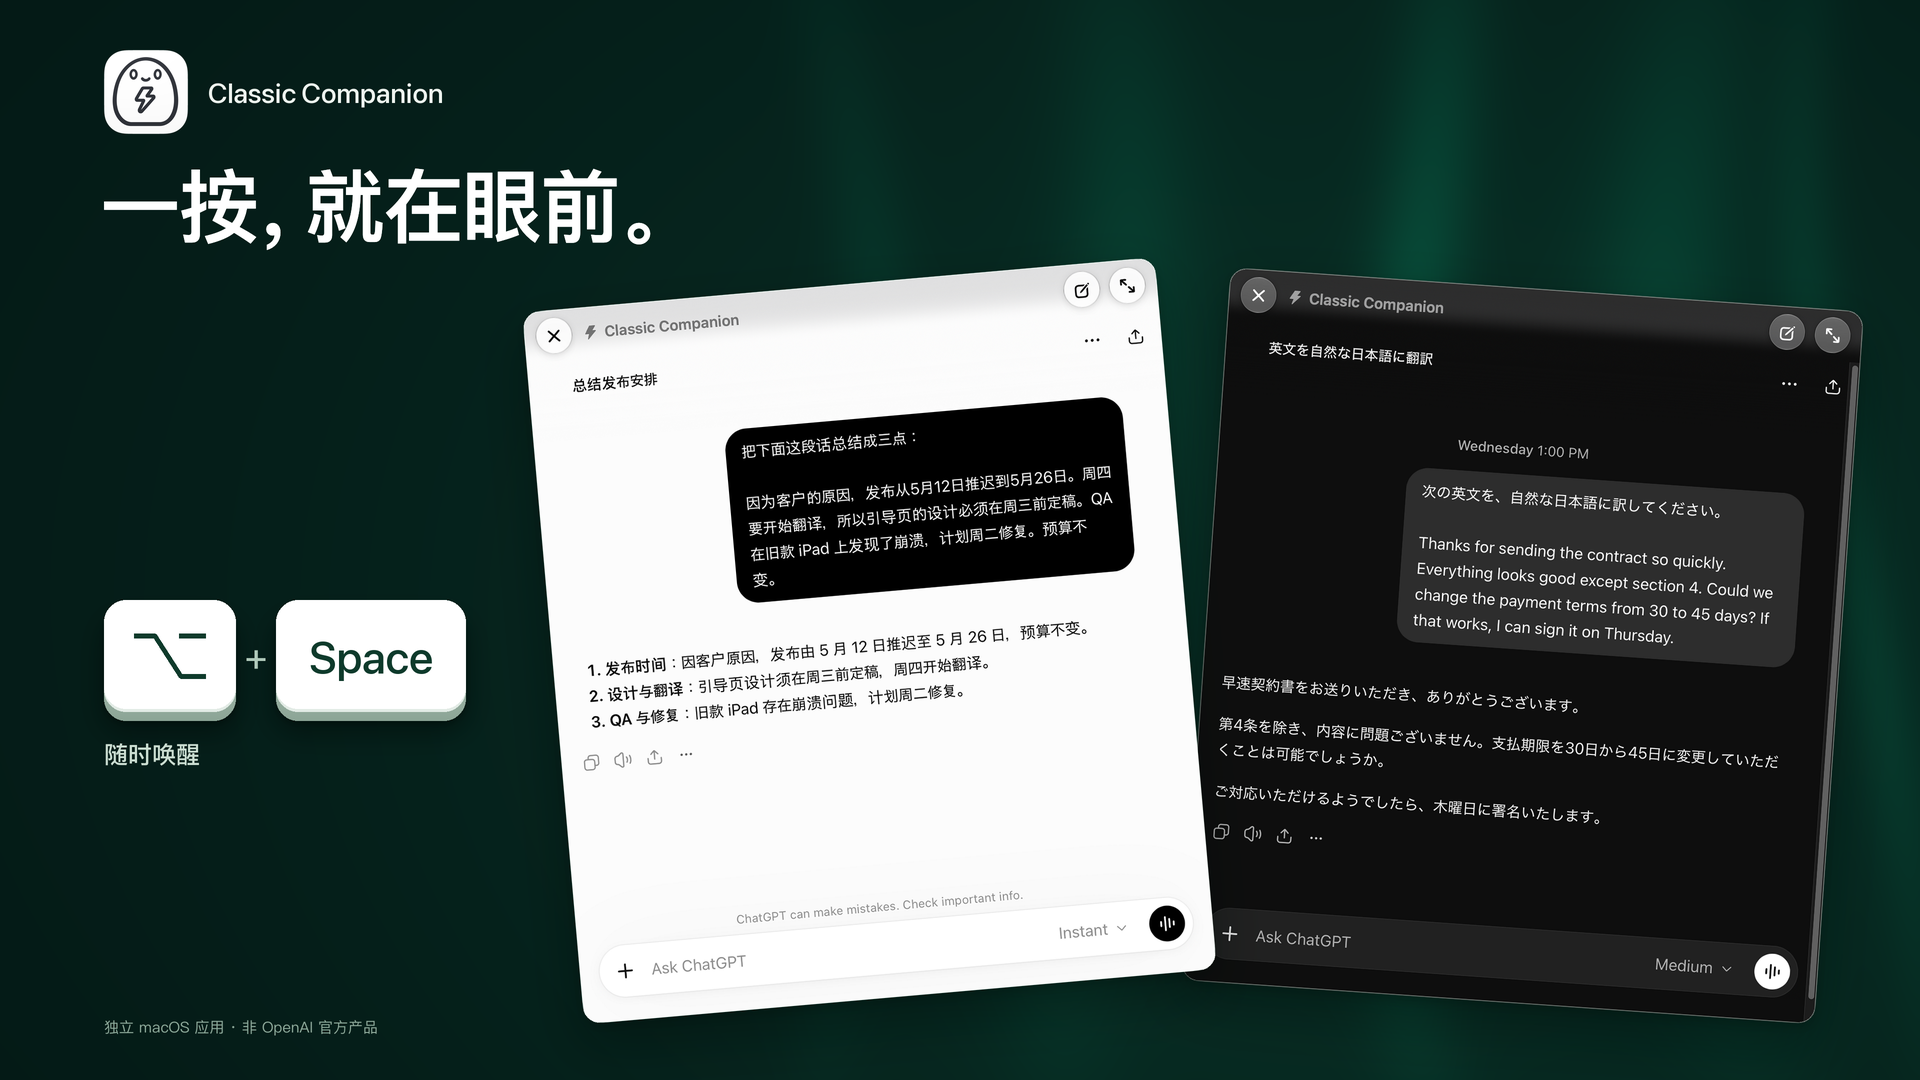 Classic Companion
一按，就在眼前。
⌥ + Space
随时唤醒
独立 macOS 应用 · 非 OpenAI 官方产品
Classic Companion
总结发布安排
把下面这段话总结成三点：
因为客户的原因，发布从5月12日推迟到5月26日。周四
要开始翻译，所以引导页的设计必须在周三前定稿。QA
在旧款 iPad 上发现了崩溃，计划周二修复。预算不
变。
1. 发布时间：因客户原因，发布由 5 月 12 日推迟至 5 月 26 日，预算不变。
2. 设计与翻译：引导页设计须在周三前定稿，周四开始翻译。
3. QA 与修复：旧款 iPad 存在崩溃问题，计划周二修复。
ChatGPT can make mistakes. Check important info.
Ask ChatGPT
Instant
Classic Companion
英文を自然な日本語に翻訳
Wednesday 1:00 PM
次の英文を、自然な日本語に訳してください。
Thanks for sending the contract so quickly.
Everything looks good except section 4. Could we
change the payment terms from 30 to 45 days? If
that works, I can sign it on Thursday.
早速契約書をお送りいただき、ありがとうございます。
第4条を除き、内容に問題ございません。支払期限を30日から45日に変更していただ
くことは可能でしょうか。
ご対応いただけるようでしたら、木曜日に署名いたします。
Ask ChatGPT
Medium